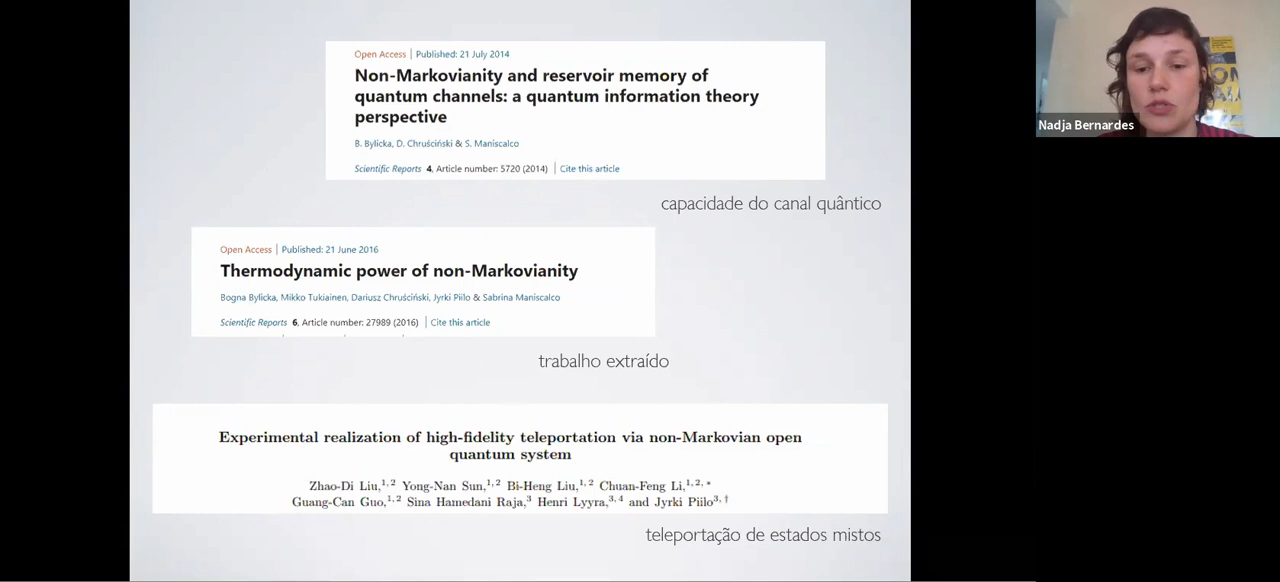 Open Access | Published: 21 July 2014
Non-Markovianity and reservoir memory of
quantum channels: a quantum information theory
perspective
B. Bylicka, D. Chruściński & S. Maniscalco
Scientific Reports 4, Article number: 5720 (2014) | Cite this article
capacidade do canal quântico
Open Access | Published: 21 June 2016
Thermodynamic power of non-Markovianity
Bogna Bylicka, Mikko Tukiainen, Dariusz Chruściński, Jyrki Piilo & Sabrina Maniscalco
Scientific Reports 6, Article number: 27989 (2016) | Cite this article
trabalho extraído
Experimental realization of high-fidelity teleportation via non-Markovian open
quantum system
Zhao-Di Liu,1,2 Yong-Nan Sun,1,2 Bi-Heng Liu,1,2 Chuan-Feng Li,1,2,*
Guang-Can Guo,1,2 Sina Hamedani Raja,3 Henri Lyyra,3,4 and Jyrki Piilo3,†
teleportação de estados mistos
Nadja Bernardes